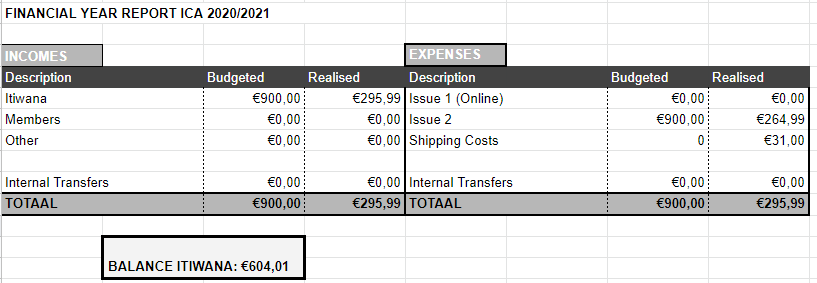 FINANCIAL YEAR REPORT ICA 2020/2021
INCOMES EXPENSES
Description Budgeted Realised Description Budgeted Realised
Itiwana €900,00 €295,99 Issue 1 (Online) €0,00 €0,00
Members €0,00 €0,00 Issue 2 €900,00 €264,99
Other €0,00 €0,00 Shipping Costs 0 €31,00
Internal Transfers €0,00 €0,00 Internal Transfers €0,00 €0,00
TOTAAL €900,00 €295,99 TOTAAL €900,00 €295,99
BALANCE ITIWANA: €604,01